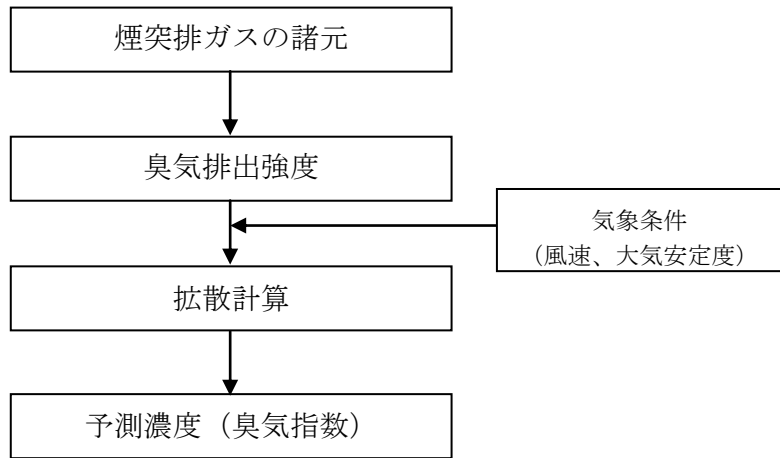 煙突排ガスの諸元
臭気排出強度
気象条件
（風速、大気安定度）
拡散計算
予測濃度（臭気指数）